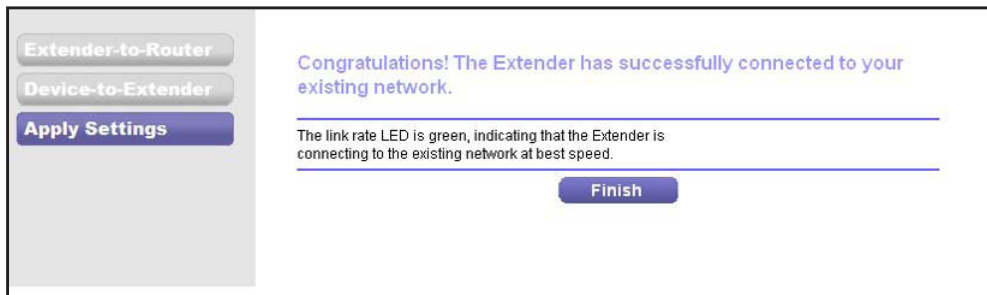 Extender-to-Router
Device-to-Extender
Apply Settings
Congratulations! The Extender has successfully connected to your
existing network.
The link rate LED is green, indicating that the Extender is
connecting to the existing network at best speed.
Finish